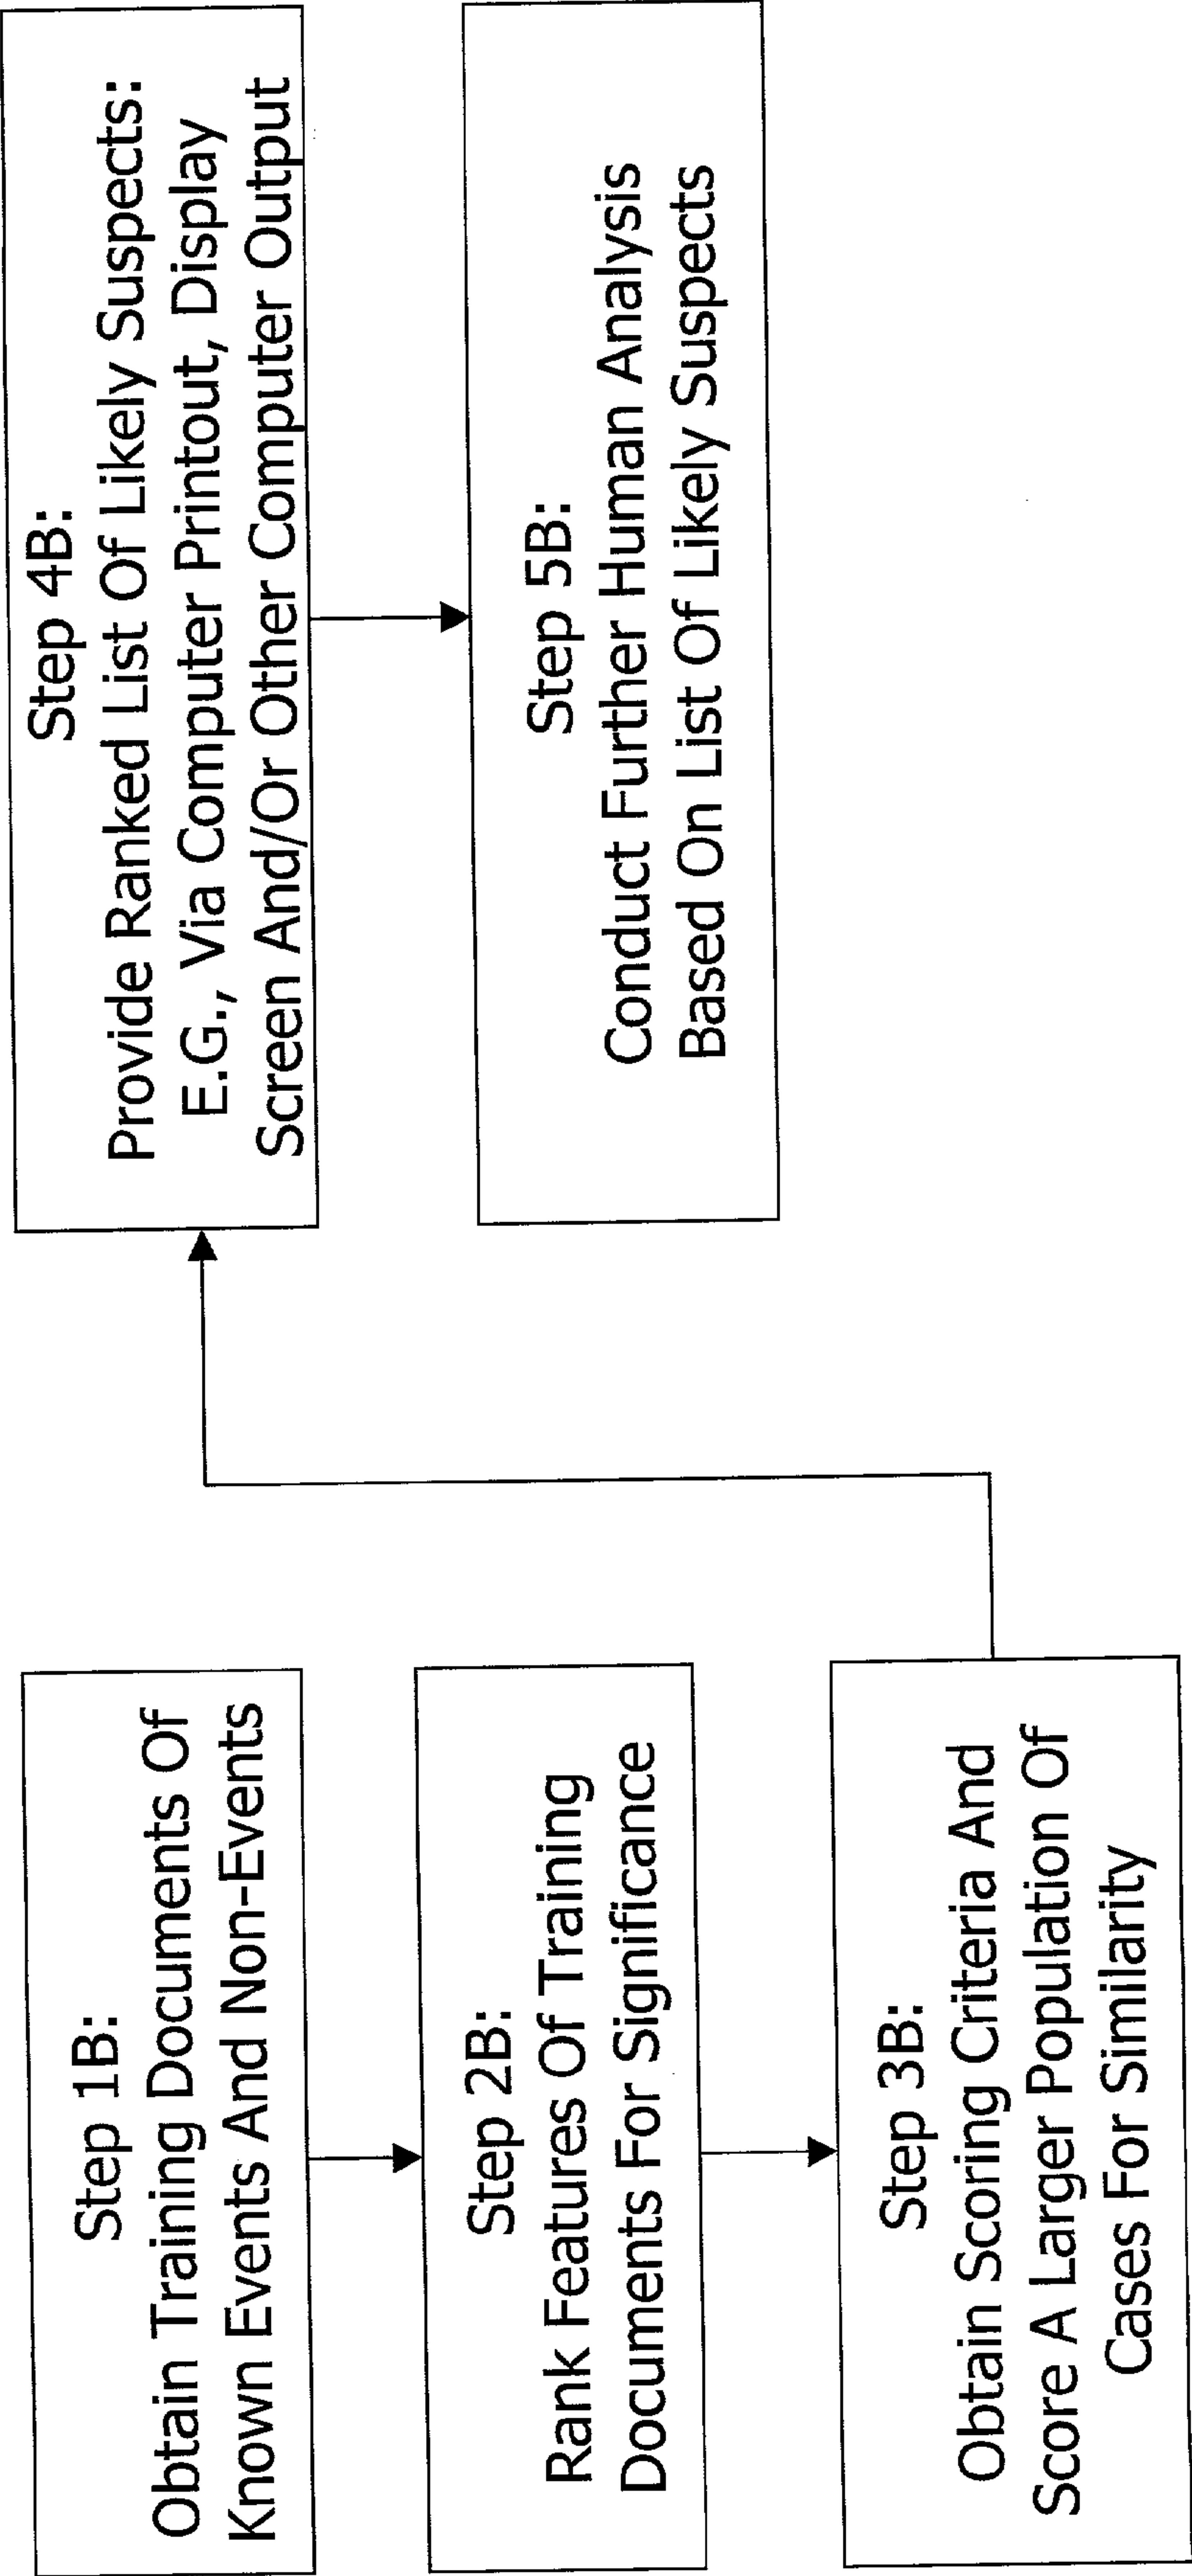 Step 1B:
Obtain Training Documents Of
Known Events And Non-Events
Step 2B:
Rank Features Of Training
Documents For Significance
Step 3B:
Obtain Scoring Criteria And
Score A Larger Population Of
Cases For Similarity
Step 4B:
Provide Ranked List Of Likely Suspects:
E.G., Via Computer Printout, Display
Screen And/Or Other Computer Output
Step 5B:
Conduct Further Human Analysis
Based On List Of Likely Suspects